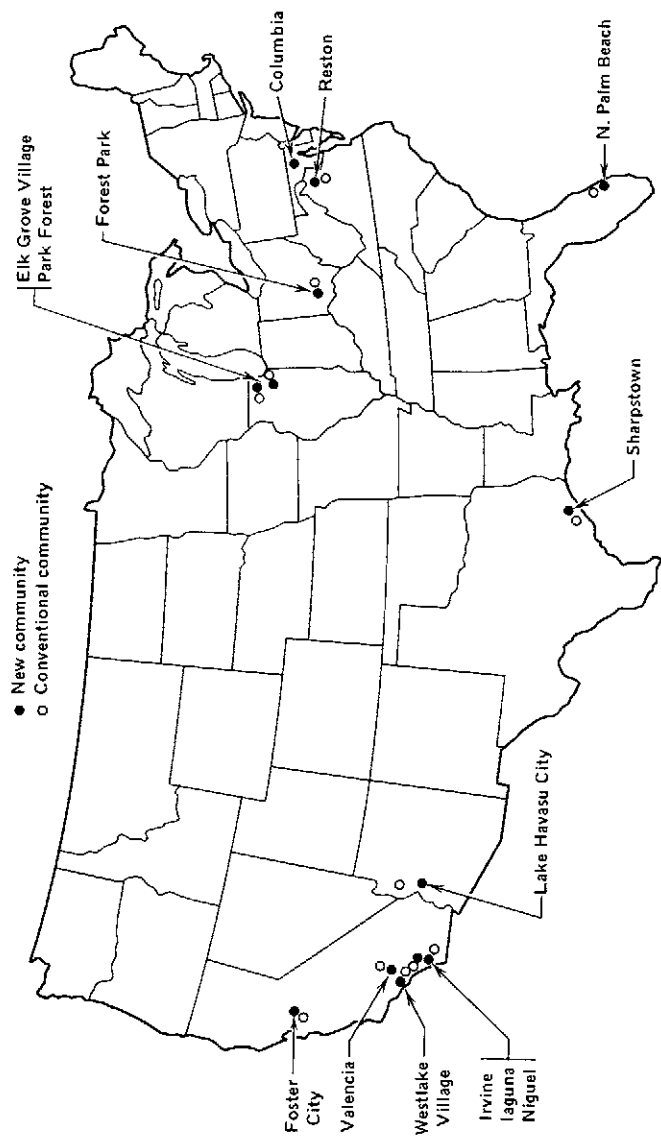 ● New community
○ Conventional community
Elk Grove Village
Park Forest
Forest Park
Columbia
Reston
N. Palm Beach
Sharpstown
Lake Havasu City
Foster
City
Valencia
Westlake
Village
Irvine
laguna
Niguel